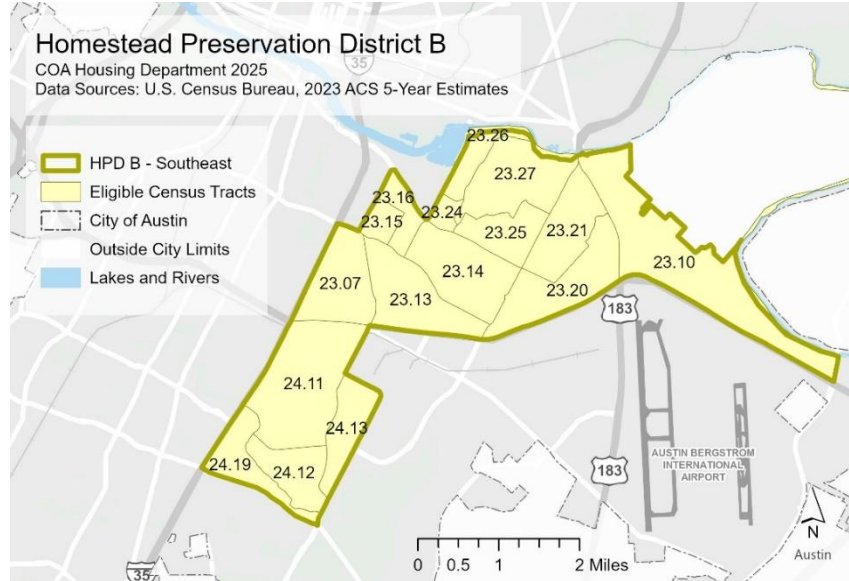 Homestead Preservation District B
COA Housing Department 2025
Data Sources: U.S. Census Bureau, 2023 ACS 5-Year Estimates
35
HPD B - Southeast
Eligible Census Tracts
City of Austin
Outside City Limits
Lakes and Rivers
23.26
23.27
23.16
23.15
23.24
23.25
23.21
23.10
23.07
23.14
23.13
23.20
183
24.11
24.13
24.19
24.12
183
AUSTIN BERGSTROM
INTERNATIONAL
AIRPORT
N
Austin
0 0.5 1 2 Miles
35